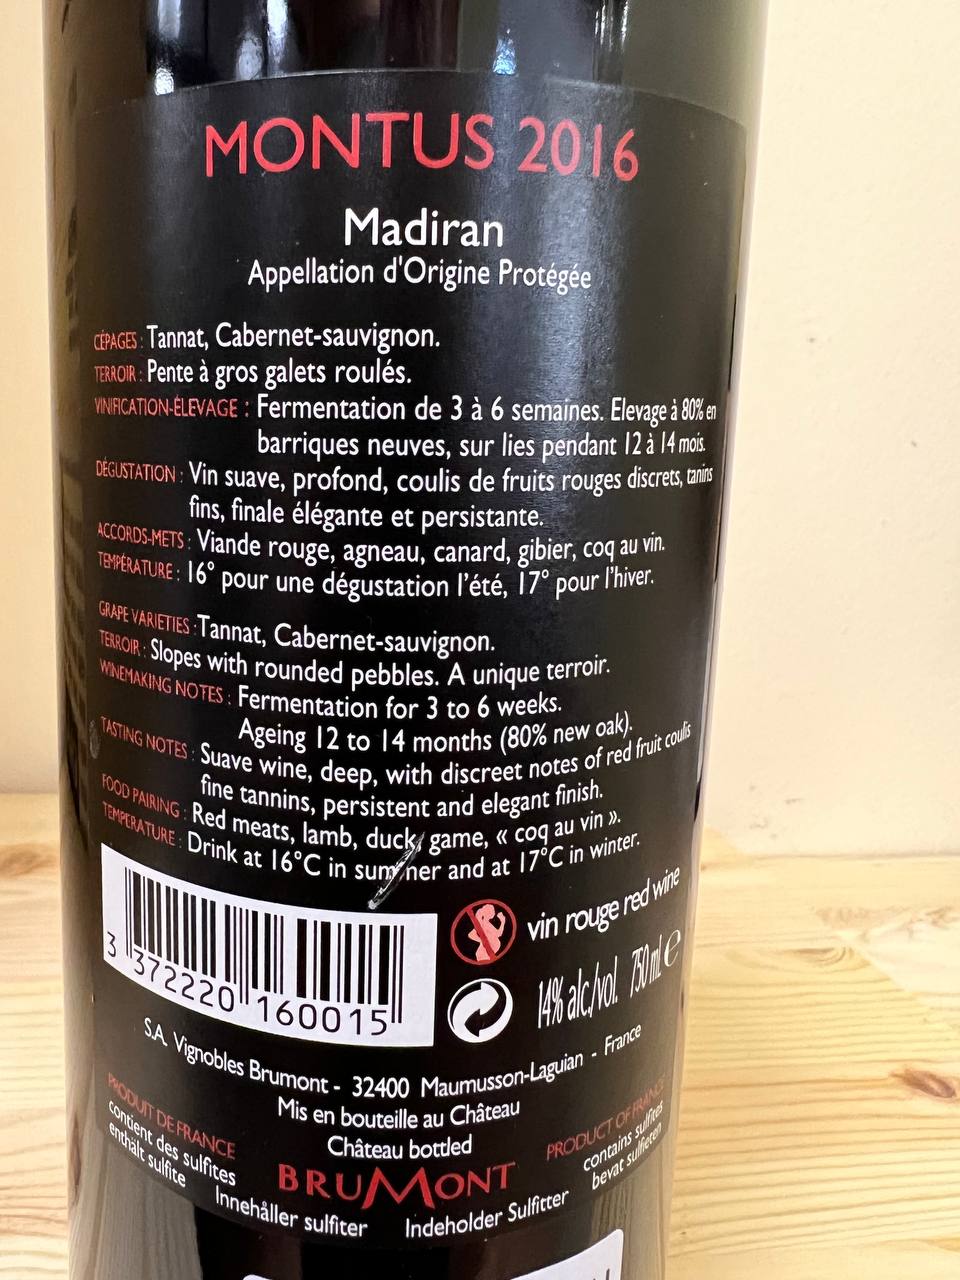 MONTUS 2016
Madiran
Appellation d'Origine Protégée
CÉPAGES : Tannat, Cabernet-sauvignon.
TERROIR : Pente à gros galets roulés.
VINIFICATION-ÉLEVAGE : Fermentation de 3 à 6 semaines. Elevage à 80% en
barriques neuves, sur lies pendant 12 à 14 mois.
DÉGUSTATION : Vin suave, profond, coulis de fruits rouges discrets, tanins
fins, finale élégante et persistante.
ACCORDS-METS : Viande rouge, agneau, canard, gibier, coq au vin.
TEMPÉRATURE : 16° pour une dégustation l'été, 17° pour l'hiver.
GRAPE VARIETIES : Tannat, Cabernet-sauvignon.
TERROIR : Slopes with rounded pebbles. A unique terroir.
WINEMAKING NOTES : Fermentation for 3 to 6 weeks.
Ageing 12 to 14 months (80% new oak).
TASTING NOTES : Suave wine, deep, with discreet notes of red fruit coulis
fine tannins, persistent and elegant finish.
FOOD PAIRING : Red meats, lamb, duck, game, « coq au vin ».
TEMPERATURE : Drink at 16°C in summer and at 17°C in winter.
vin rouge red wine
14% alc./vol. 750 ml e
3 372220 160015
S.A. Vignobles Brumont - 32400 Maumusson-Laguian - France
Mis en bouteille au Château
Château bottled
BRUMONT
PRODUIT DE FRANCE
contient des sulfites
enthält sulfite
PRODUCT OF FRANCE
contains sulfites
bevat sulfieten
Innehåller sulfiter
Indeholder Sulfitter